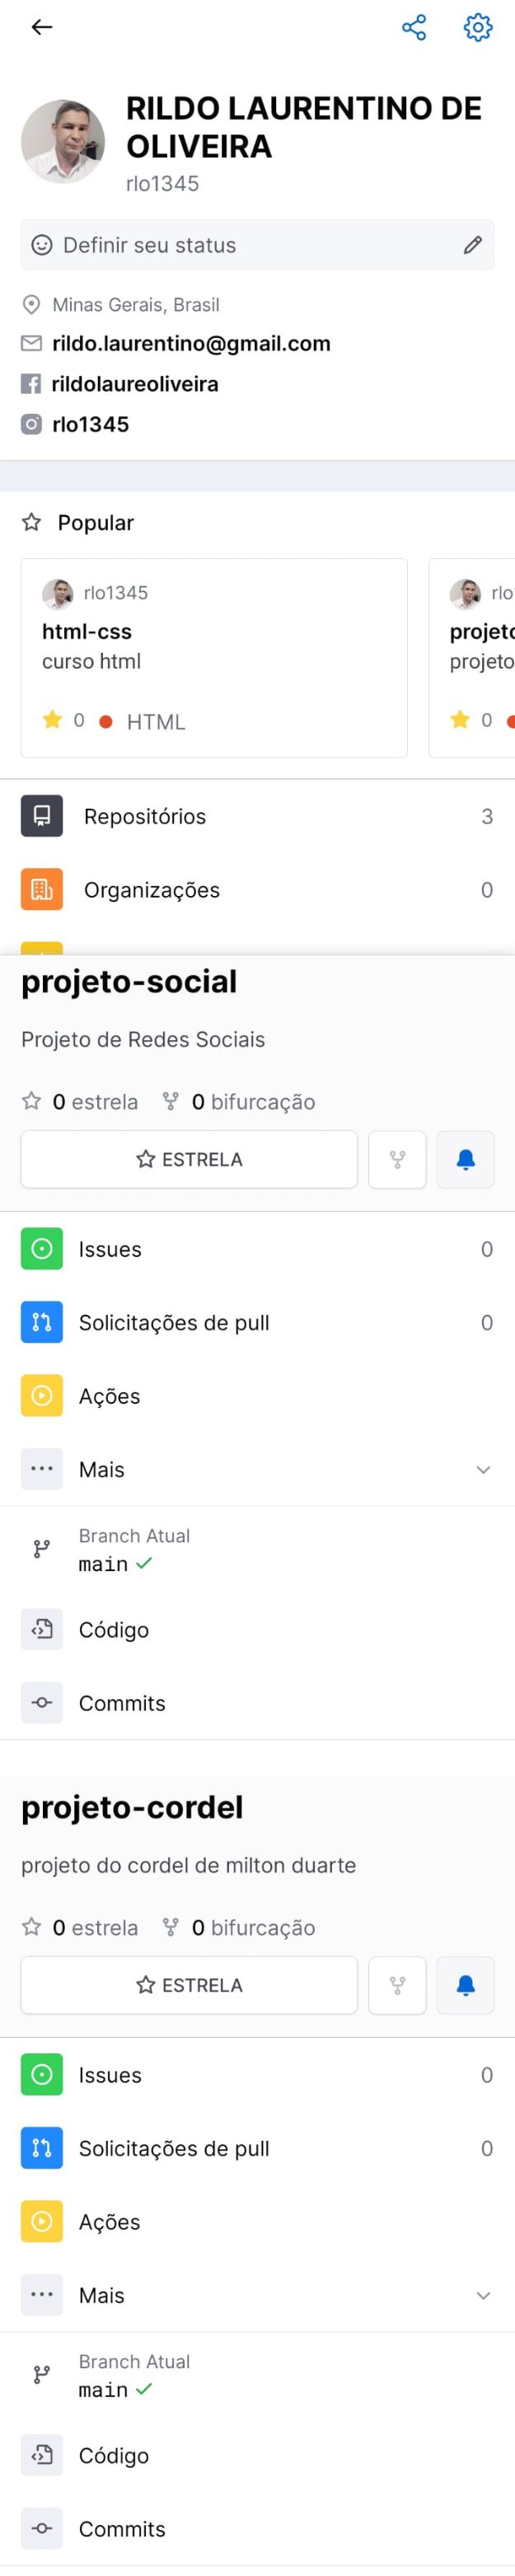 RILDO LAURENTINO DE
OLIVEIRA
rlo1345
Definir seu status
Minas Gerais, Brasil
rildo.laurentino@gmail.com
rildolaureoliveira
rlo1345
Popular
rlo1345
html-css
curso html
0 HTML
rlo
projeto
projeto
0
Repositórios 3
Organizações 0
projeto-social
Projeto de Redes Sociais
0 estrela 0 bifurcação
ESTRELA
Issues 0
Solicitações de pull 0
Ações
Mais
Branch Atual
main
Código
Commits
projeto-cordel
projeto do cordel de milton duarte
0 estrela 0 bifurcação
ESTRELA
Issues 0
Solicitações de pull 0
Ações
Mais
Branch Atual
main
Código
Commits